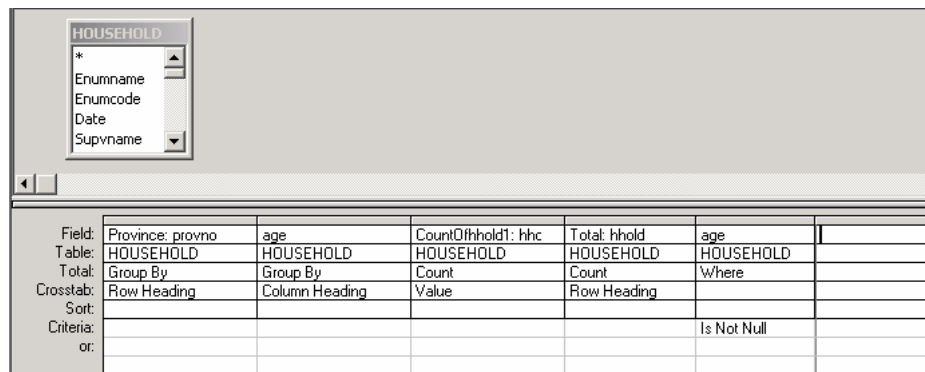 HOUSEHOLD
*
Enumname
Enumcode
Date
Supvname
Field: Province: provno age CountOfhhold1: hhc Total: hhold age
Table: HOUSEHOLD HOUSEHOLD HOUSEHOLD HOUSEHOLD HOUSEHOLD
Total: Group By Group By Count Count Where
Crosstab: Row Heading Column Heading Value Row Heading
Sort:
Criteria: Is Not Null
or: